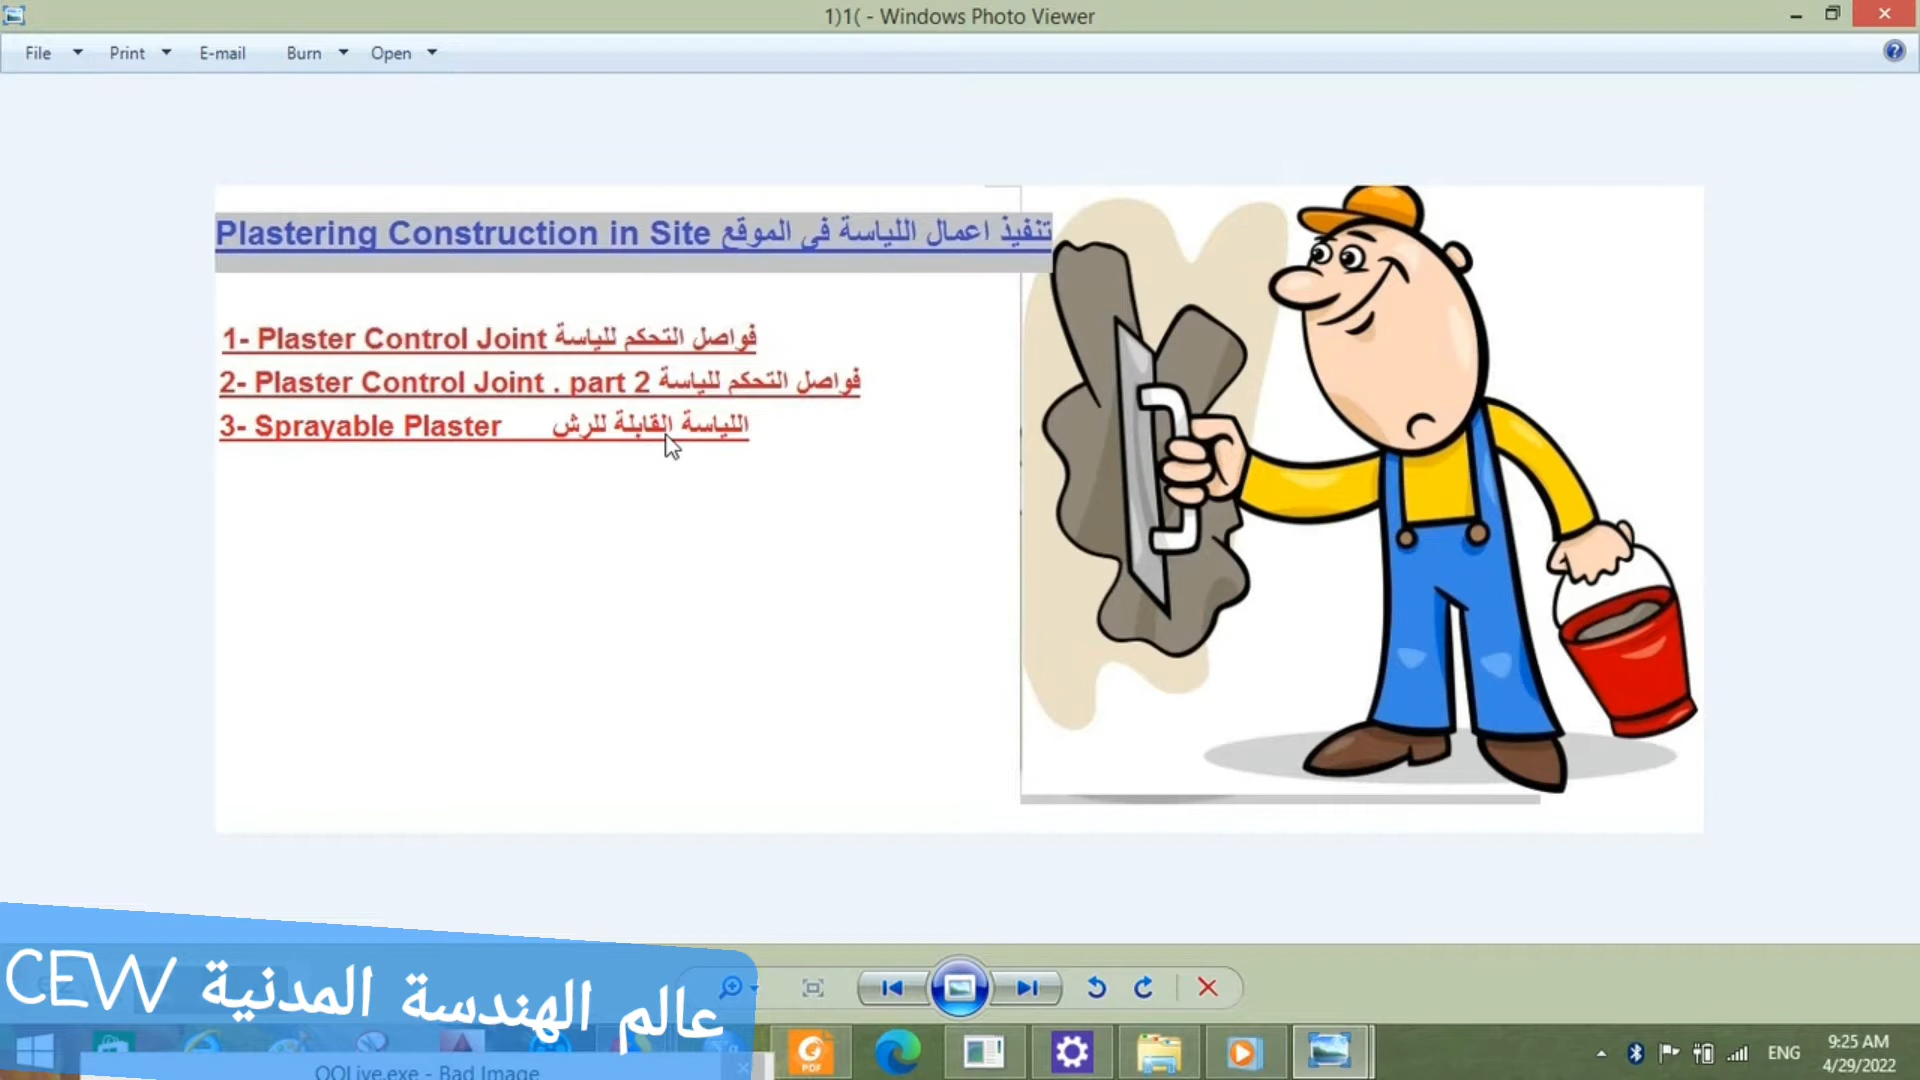 1)1( - Windows Photo Viewer
File Print E-mail Burn Open
Plastering Construction in Site تنفيذ اعمال اللياسة فى الموقع
1- Plaster Control Joint فواصل التحكم للياسة
2- Plaster Control Joint . part 2 فواصل التحكم للياسة
3- Sprayable Plaster اللياسة القابلة للرش
CEW عالم الهندسة المدنية
PDF
ENG
9:25 AM
4/29/2022
QQLive.exe - Bad Image